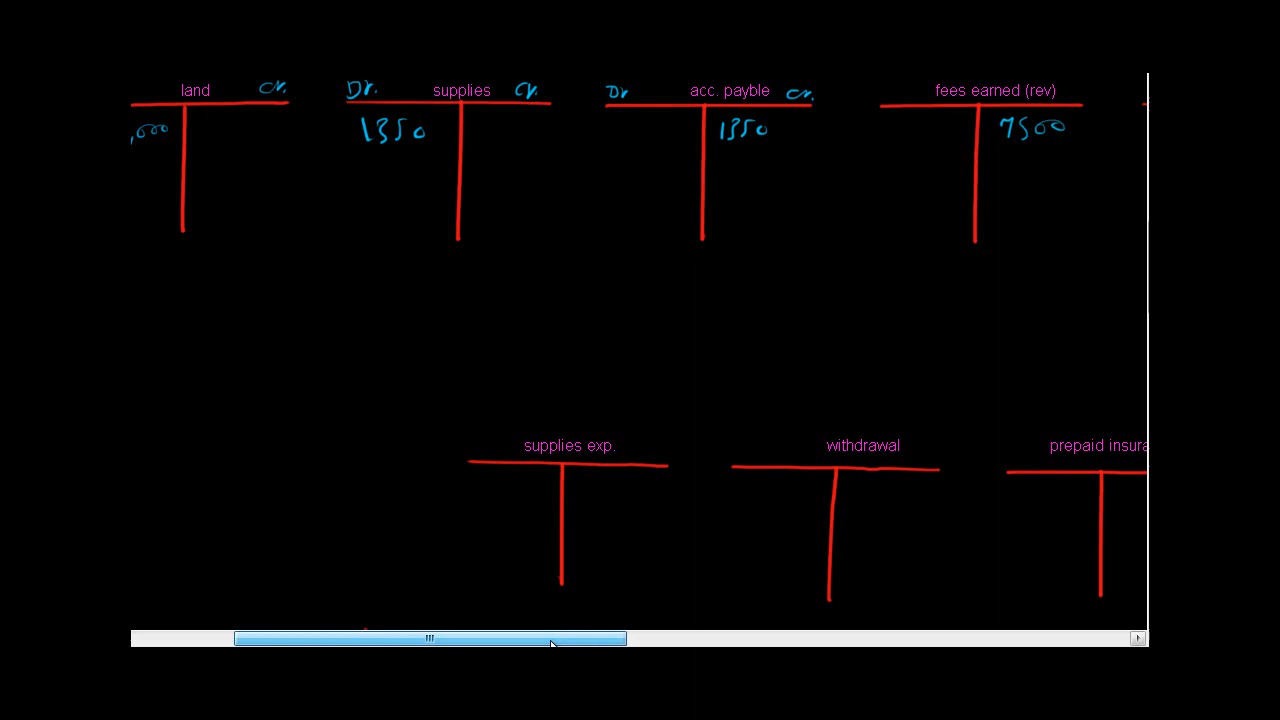 land Cr. Dr. supplies Cr. Dr acc. payble Cr. fees earned (rev)
,000 1350 1350 7500
supplies exp. withdrawal prepaid insura